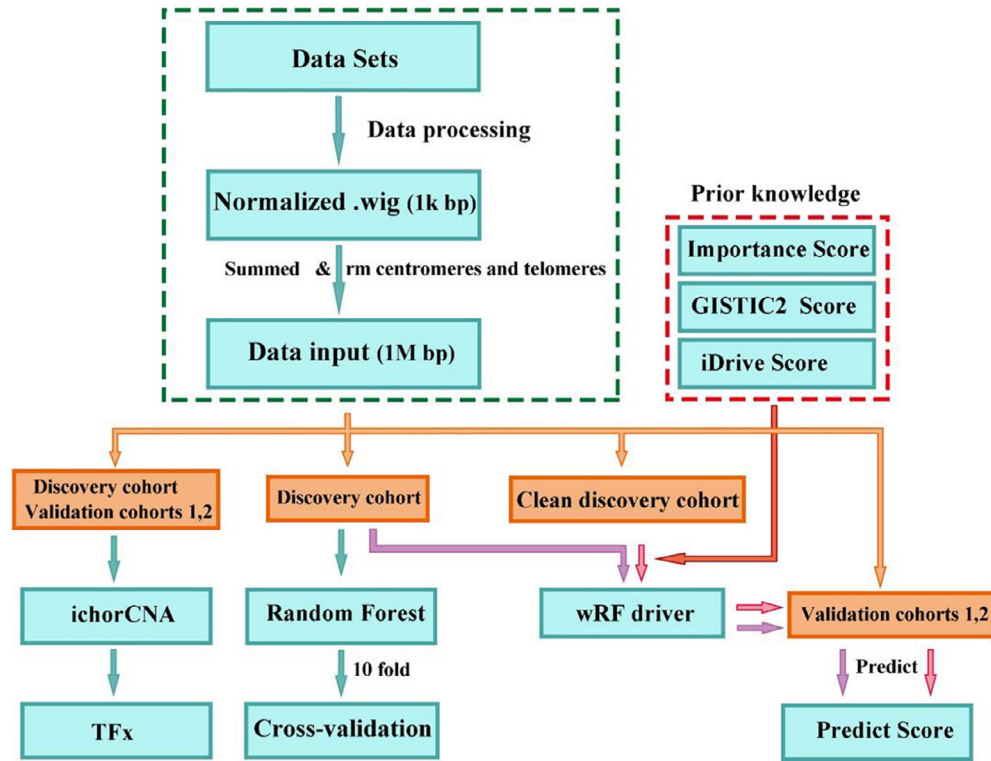 Data Sets
Data processing
Normalized .wig (1k bp)
Summed & rm centromeres and telomeres
Data input (1M bp)
Prior knowledge
Importance Score
GISTIC2 Score
iDrive Score
Discovery cohort
Validation cohorts 1,2
Discovery cohort
Clean discovery cohort
ichorCNA
Random Forest
wRF driver
Validation cohorts 1,2
10 fold
Predict
TFx
Cross-validation
Predict Score